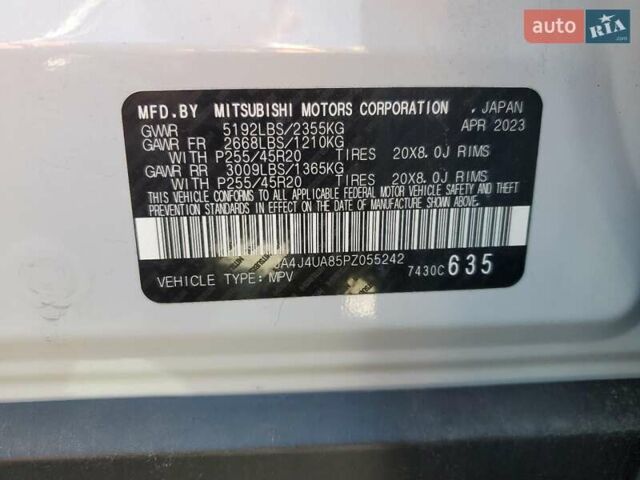 auto RIA
.com
MFD.BY MITSUBISHI MOTORS CORPORATION , JAPAN
GVWR 5192LBS/2355KG APR 2023
GAWR FR 2668LBS/1210KG
WITH P255/45R20 TIRES 20X8.0J RIMS
GAWR RR 3009LBS/1365KG
WITH P255/45R20 TIRES 20X8.0J RIMS
THIS VEHICLE CONFORMS TO ALL APPLICABLE FEDERAL MOTOR VEHICLE SAFETY AND THEFT
PREVENTION STANDARDS IN EFFECT ON THE DATE OF MANUFACTURE SHOWN ABOVE.
JA4J4UA85PZ055242 7430C 635
VEHICLE TYPE: MPV